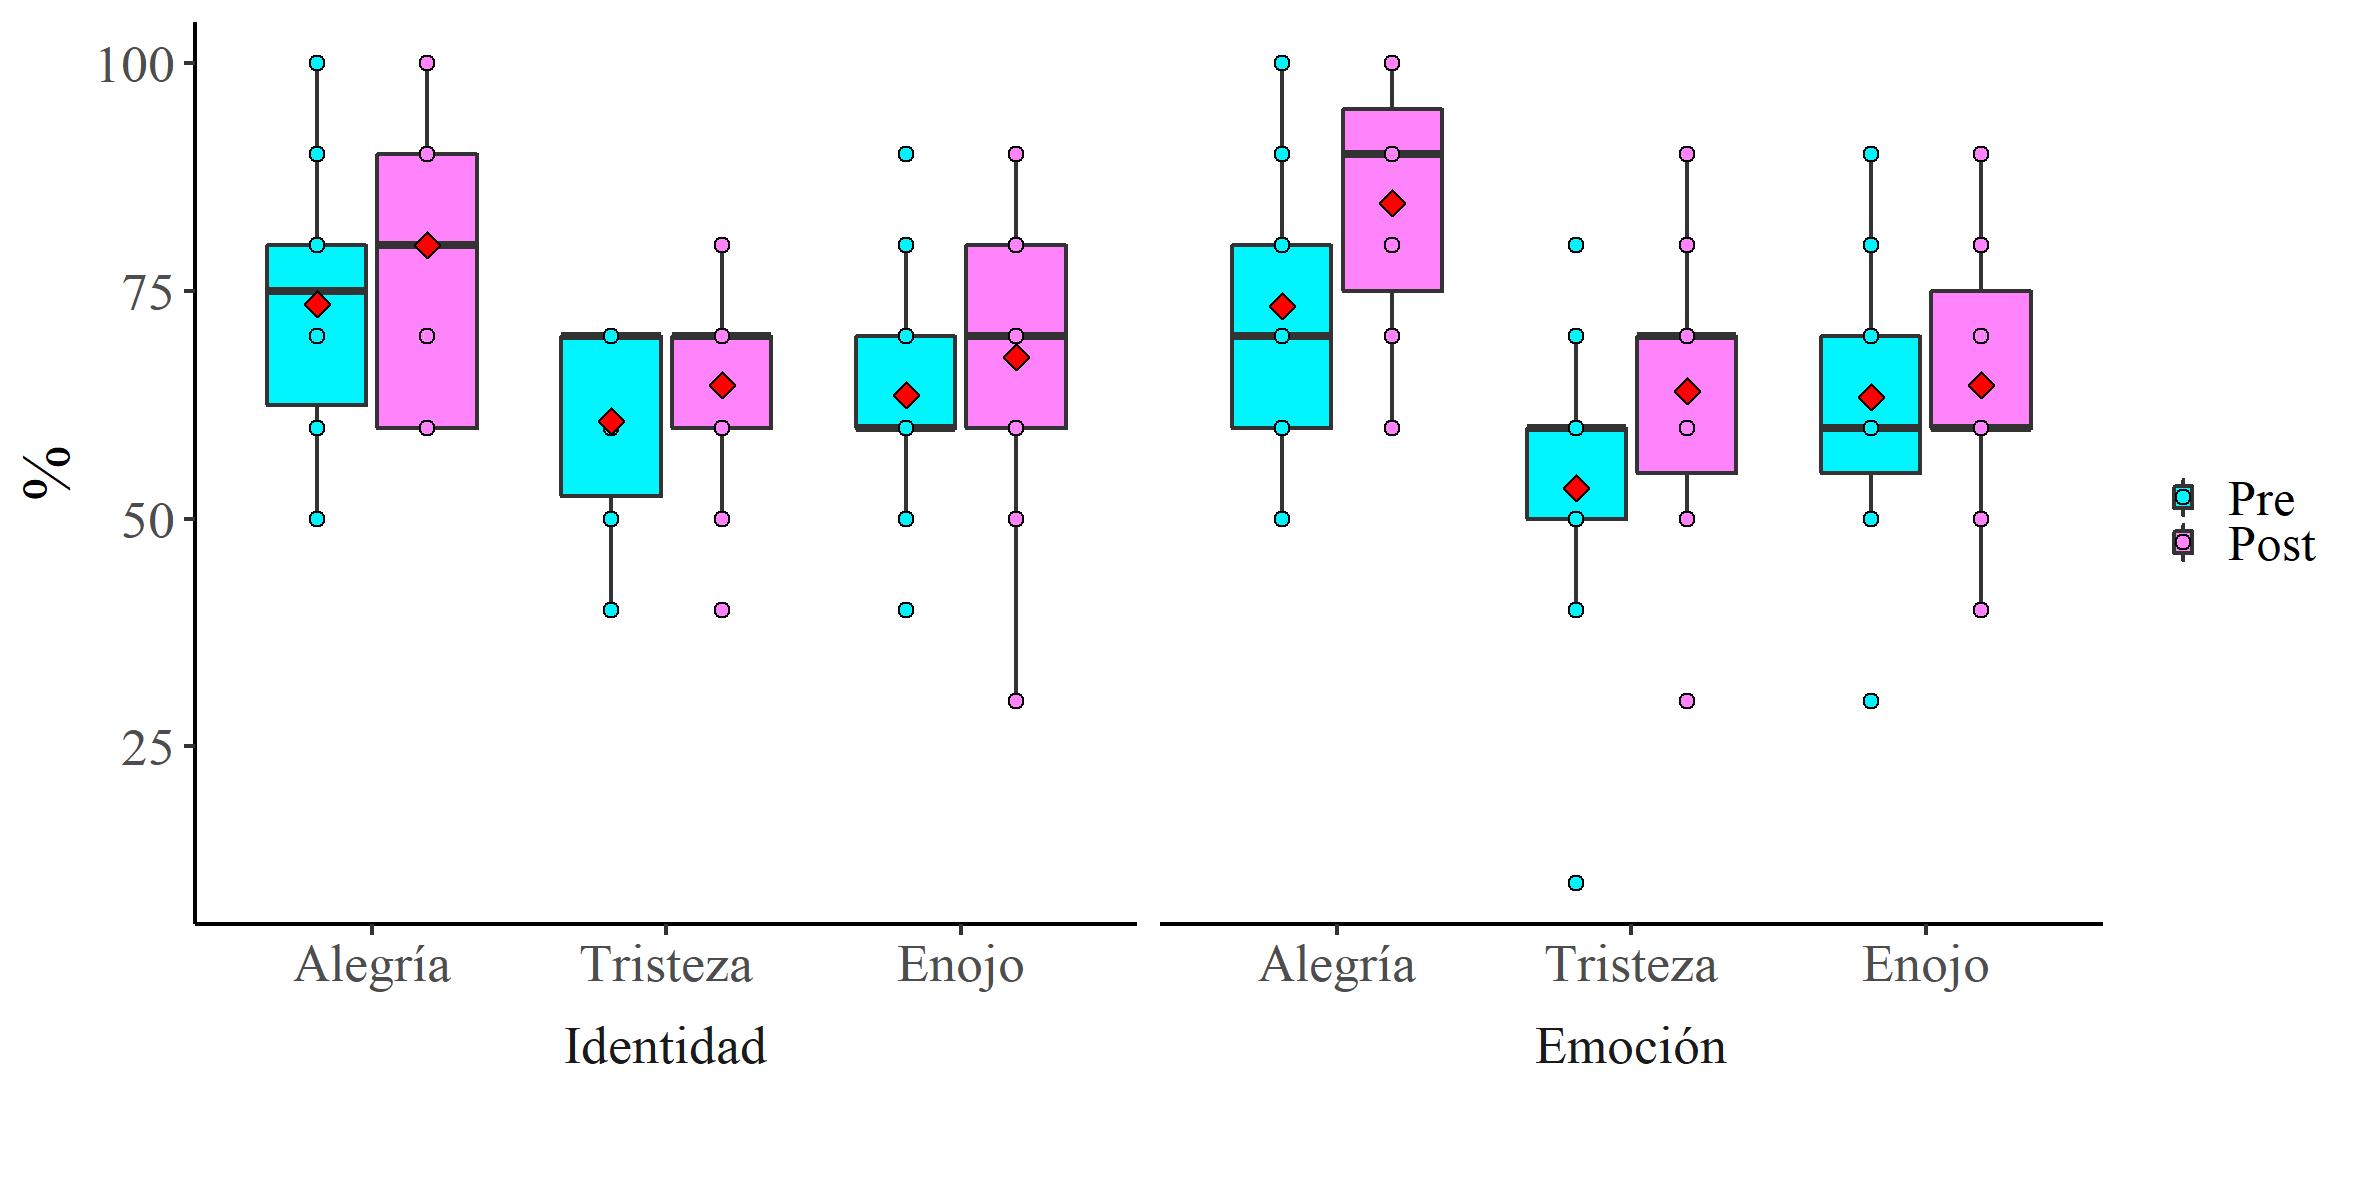 %
100
75
50
25
Alegría Tristeza Enojo Alegría Tristeza Enojo
Identidad Emoción
Pre
Post